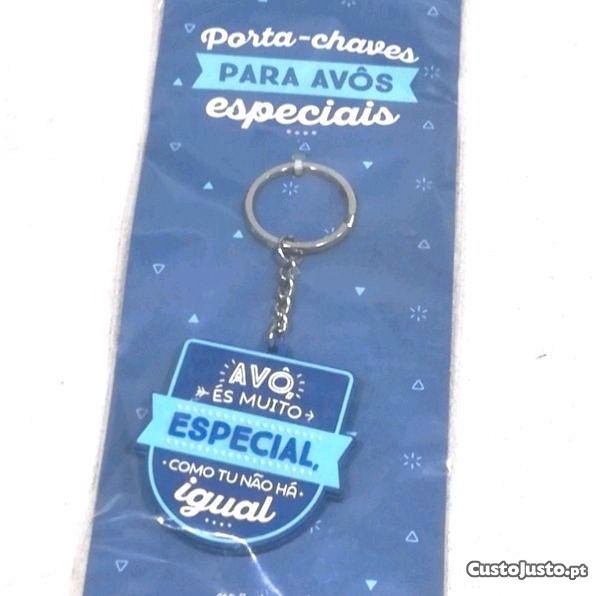 Porta-chaves
PARA AVÔS
especiais
AVÔ,
ÉS MUITO
ESPECIAL,
COMO TU NÃO HÁ
igual
CustoJusto.pt